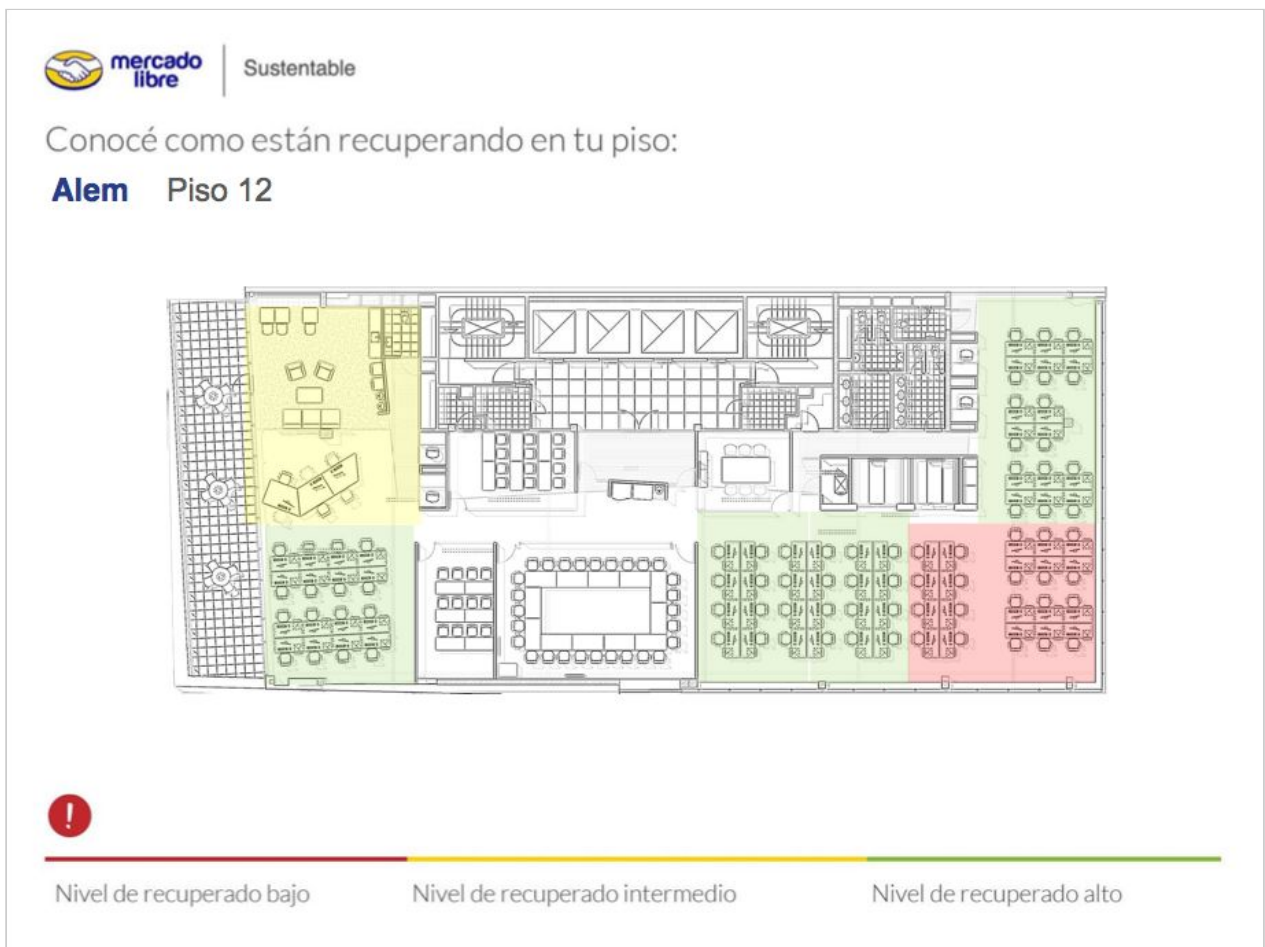 mercado
libre
Sustentable
Conocé como están recuperando en tu piso:
Alem Piso 12
!
Nivel de recuperado bajo
Nivel de recuperado intermedio
Nivel de recuperado alto